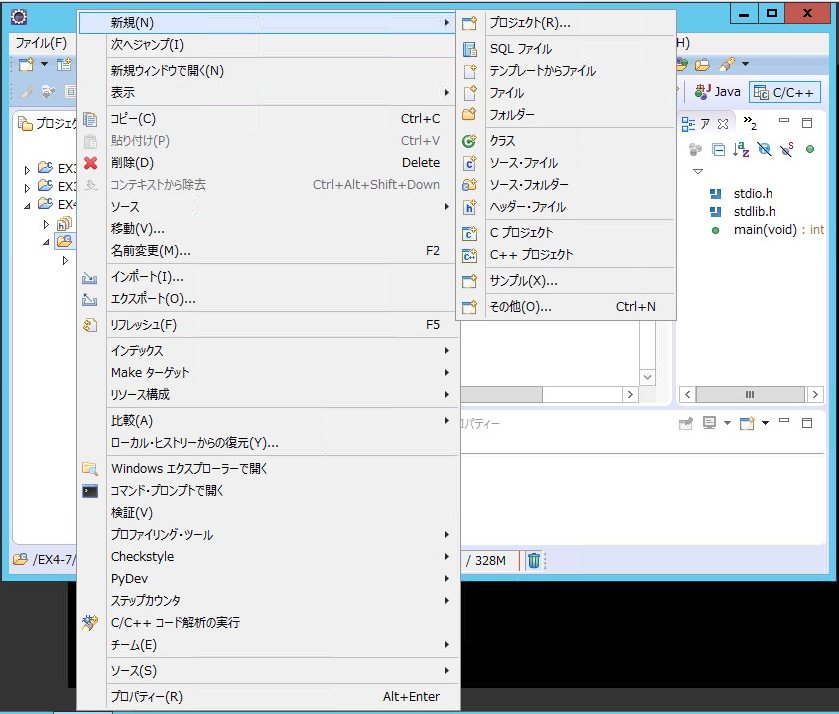 ファイル(F)
H)
プロジェク
EX3
EX3
EX4
新規(N)
次へジャンプ(I)
新規ウィンドウで開く(N)
表示
コピー(C) Ctrl+C
貼り付け(P) Ctrl+V
削除(D) Delete
コンテキストから除去 Ctrl+Alt+Shift+Down
ソース
移動(V)...
名前変更(M)... F2
インポート(I)...
エクスポート(O)...
リフレッシュ(F) F5
インデックス
Make ターゲット
リソース構成
比較(A)
ローカル・ヒストリーからの復元(Y)...
Windows エクスプローラーで開く
コマンド・プロンプトで開く
検証(V)
プロファイリング・ツール
Checkstyle
PyDev
ステップカウンタ
C/C++ コード解析の実行
チーム(E)
ソース(S)
プロパティー(R) Alt+Enter
プロジェクト(R)...
SQL ファイル
テンプレートからファイル
ファイル
フォルダー
クラス
ソース・ファイル
ソース・フォルダー
ヘッダー・ファイル
C プロジェクト
C++ プロジェクト
サンプル(X)...
その他(O)... Ctrl+N
Java C/C++
ア
»2
stdio.h
stdlib.h
main(void) : int
プロパティー
/EX4-7/
/ 328M